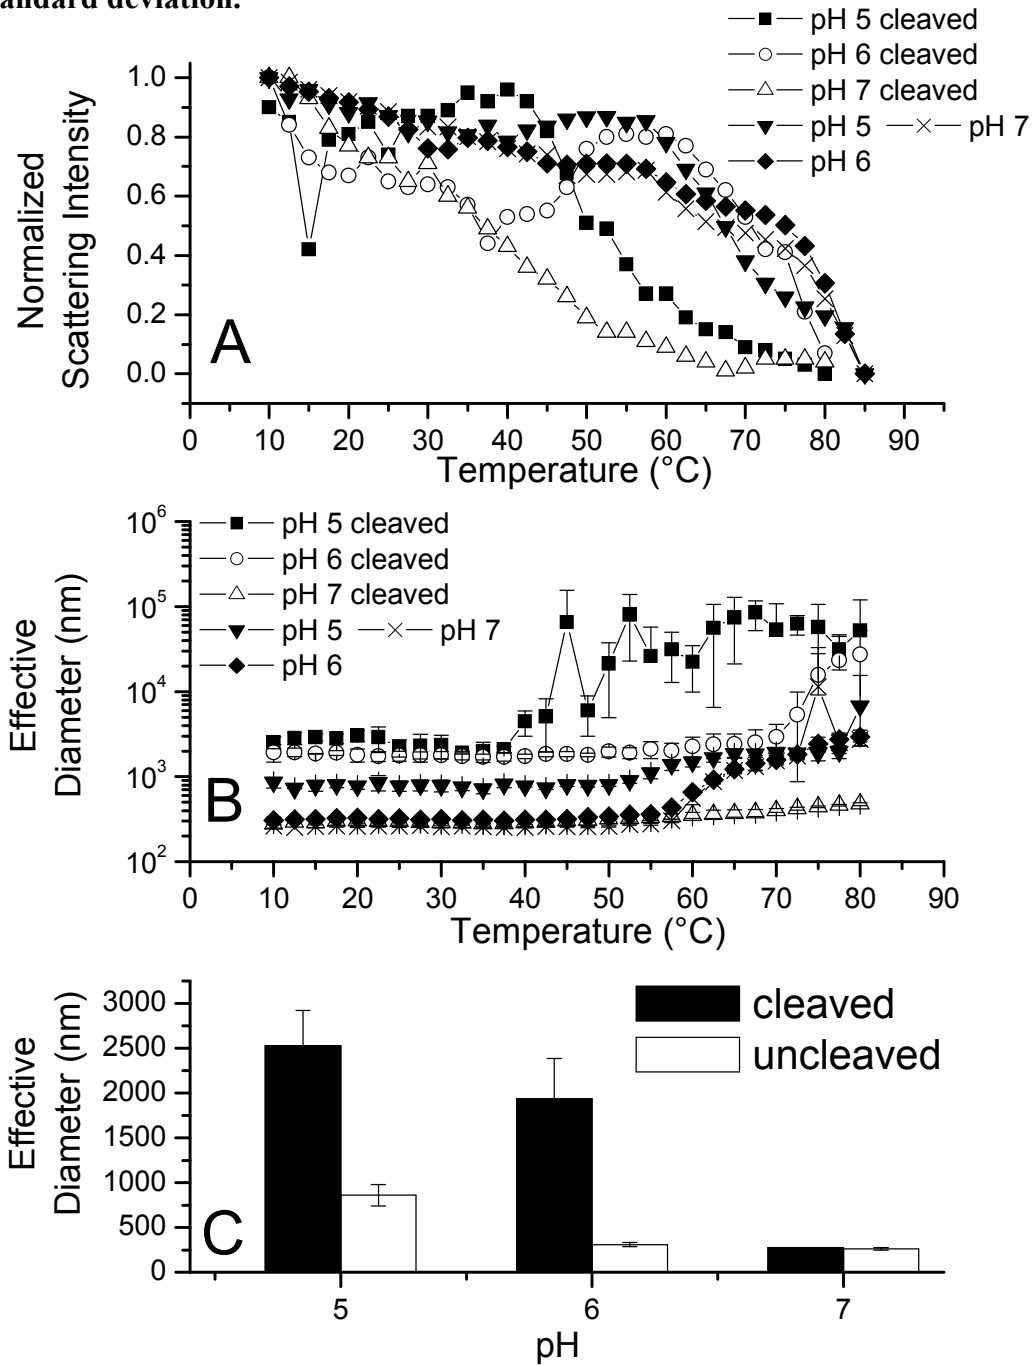 andard deviation.
pH 5 cleaved
pH 6 cleaved
pH 7 cleaved
pH 5 pH 7
pH 6
Normalized
Scattering Intensity
1.0
0.8
0.6
0.4
0.2
0.0
A
0 10 20 30 40 50 60 70 80 90
Temperature (°C)
pH 5 cleaved
pH 6 cleaved
pH 7 cleaved
pH 5 pH 7
pH 6
Effective
Diameter (nm)
10^6
10^5
10^4
10^3
10^2
B
0 10 20 30 40 50 60 70 80 90
Temperature (°C)
cleaved
uncleaved
Effective
Diameter (nm)
3000
2500
2000
1500
1000
500
0
C
5 6 7
pH